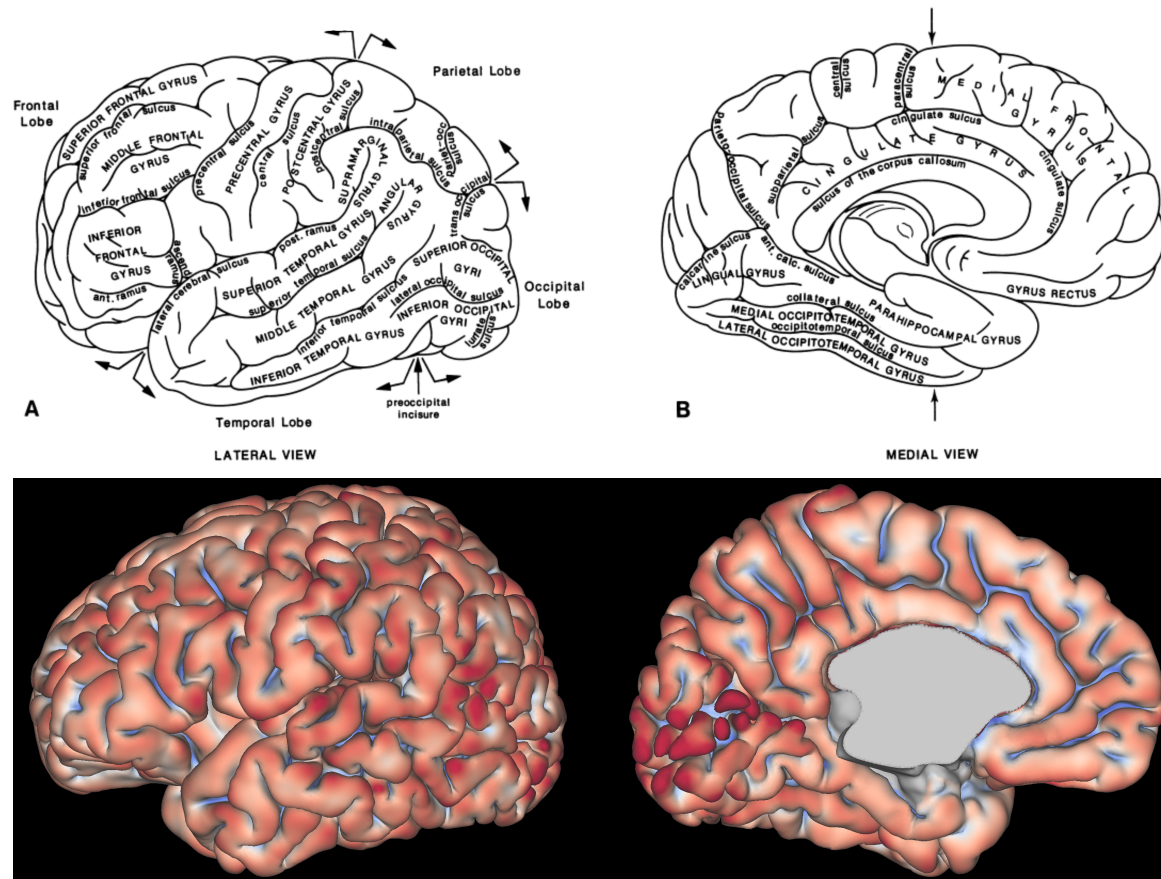 Frontal
Lobe
Parietal Lobe
Occipital
Lobe
Temporal Lobe
preoccipital
incisure
SUPERIOR FRONTAL GYRUS
superior frontal sulcus
MIDDLE FRONTAL
GYRUS
inferior frontal sulcus
INFERIOR
FRONTAL
GYRUS
ascend. ramus
ant. ramus
precentral sulcus
PRECENTRAL GYRUS
central sulcus
POSTCENTRAL GYRUS
postcentral sulcus
intraparietal sulcus
SUPRAMARGINAL
GYRUS
ANGULAR
GYRUS
parietal-occ.
sulcus
trans occipital
sulcus
post. ramus
lateral cerebral sulcus
SUPERIOR TEMPORAL GYRUS
superior temporal sulcus
MIDDLE TEMPORAL GYRUS
inferior temporal sulcus
INFERIOR TEMPORAL GYRUS
SUPERIOR OCCIPITAL
GYRI
lateral occipital sulcus
INFERIOR OCCIPITAL
GYRI
lunate
sulcus
A
LATERAL VIEW
central
sulcus
paracentral
sulcus
MEDIAL FRONTAL
GYRUS
cingulate sulcus
CINGULATE GYRUS
cingulate sulcus
sulcus of the corpus callosum
parieto-occipital sulcus
subparietal sulcus
calcarine sulcus
ant. calc. sulcus
LINGUAL GYRUS
collateral sulcus
PARAHIPPOCAMPAL GYRUS
MEDIAL OCCIPITOTEMPORAL GYRUS
occipitotemporal sulcus
LATERAL OCCIPITOTEMPORAL GYRUS
GYRUS RECTUS
B
MEDIAL VIEW